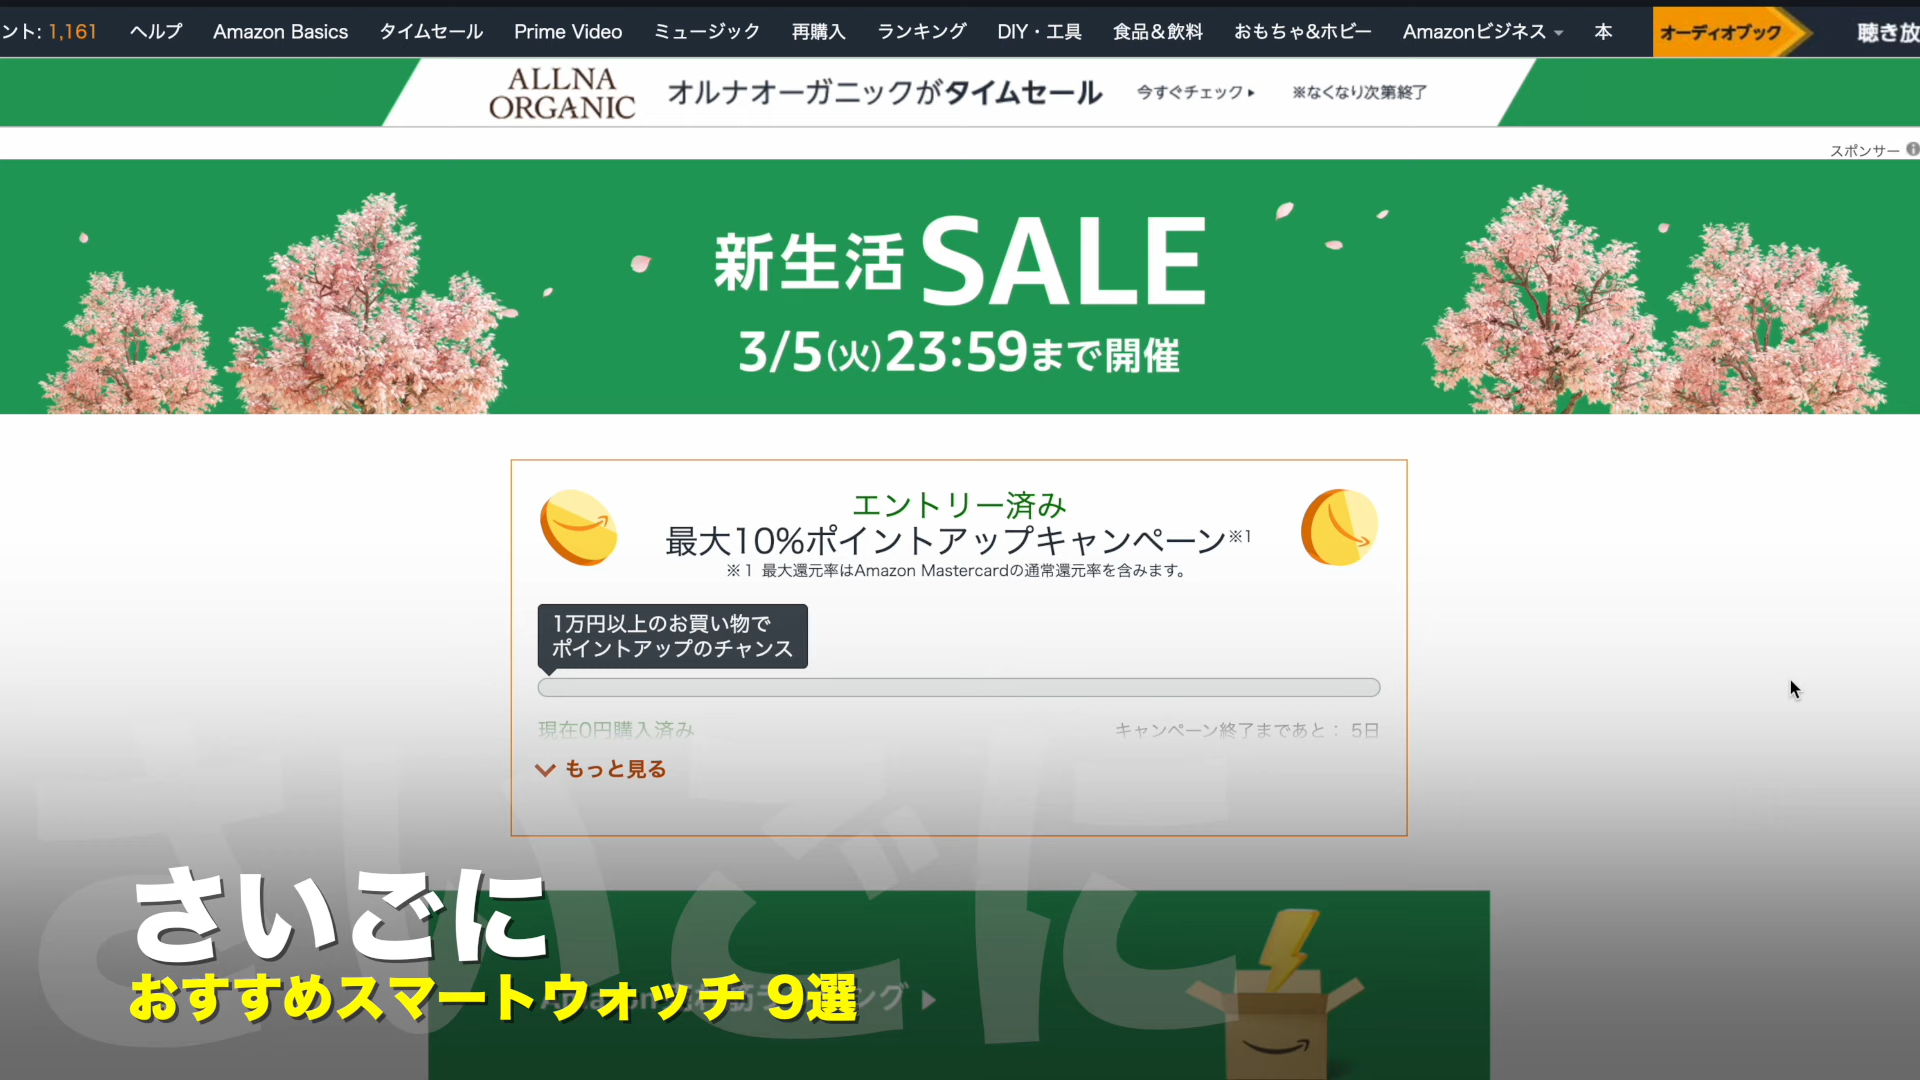 ント: 1,161 ヘルプ Amazon Basics タイムセール Prime Video ミュージック 再購入 ランキング DIY・工具 食品&飲料 おもちゃ&ホビー Amazonビジネス 本 オーディオブック 聴き放
ALLNA
ORGANIC
オルナオーガニックがタイムセール 今すぐチェック ※なくなり次第終了
スポンサー
新生活SALE
3/5(火)23:59まで開催
エントリー済み
最大10%ポイントアップキャンペーン※1
※1 最大還元率はAmazon Mastercardの通常還元率を含みます。
1万円以上のお買い物で
ポイントアップのチャンス
現在0円購入済み キャンペーン終了まであと: 5日
もっと見る
さいごに
さいごに
おすすめスマートウォッチ 9選